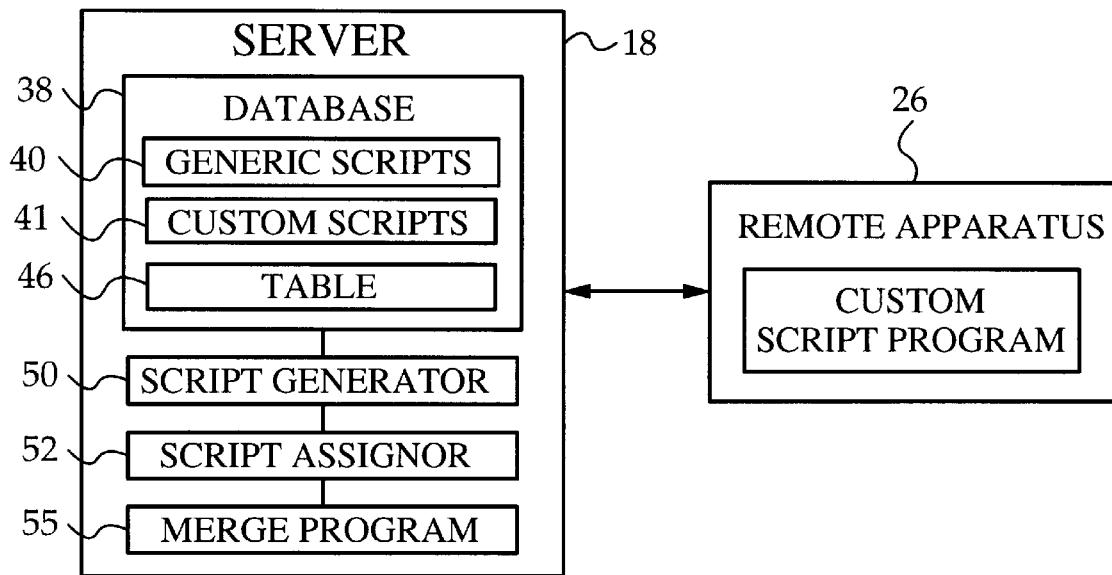 SERVER
18
38
DATABASE
40
GENERIC SCRIPTS
41
CUSTOM SCRIPTS
46
TABLE
50
SCRIPT GENERATOR
52
SCRIPT ASSIGNOR
55
MERGE PROGRAM
26
REMOTE APPARATUS
CUSTOM
SCRIPT PROGRAM